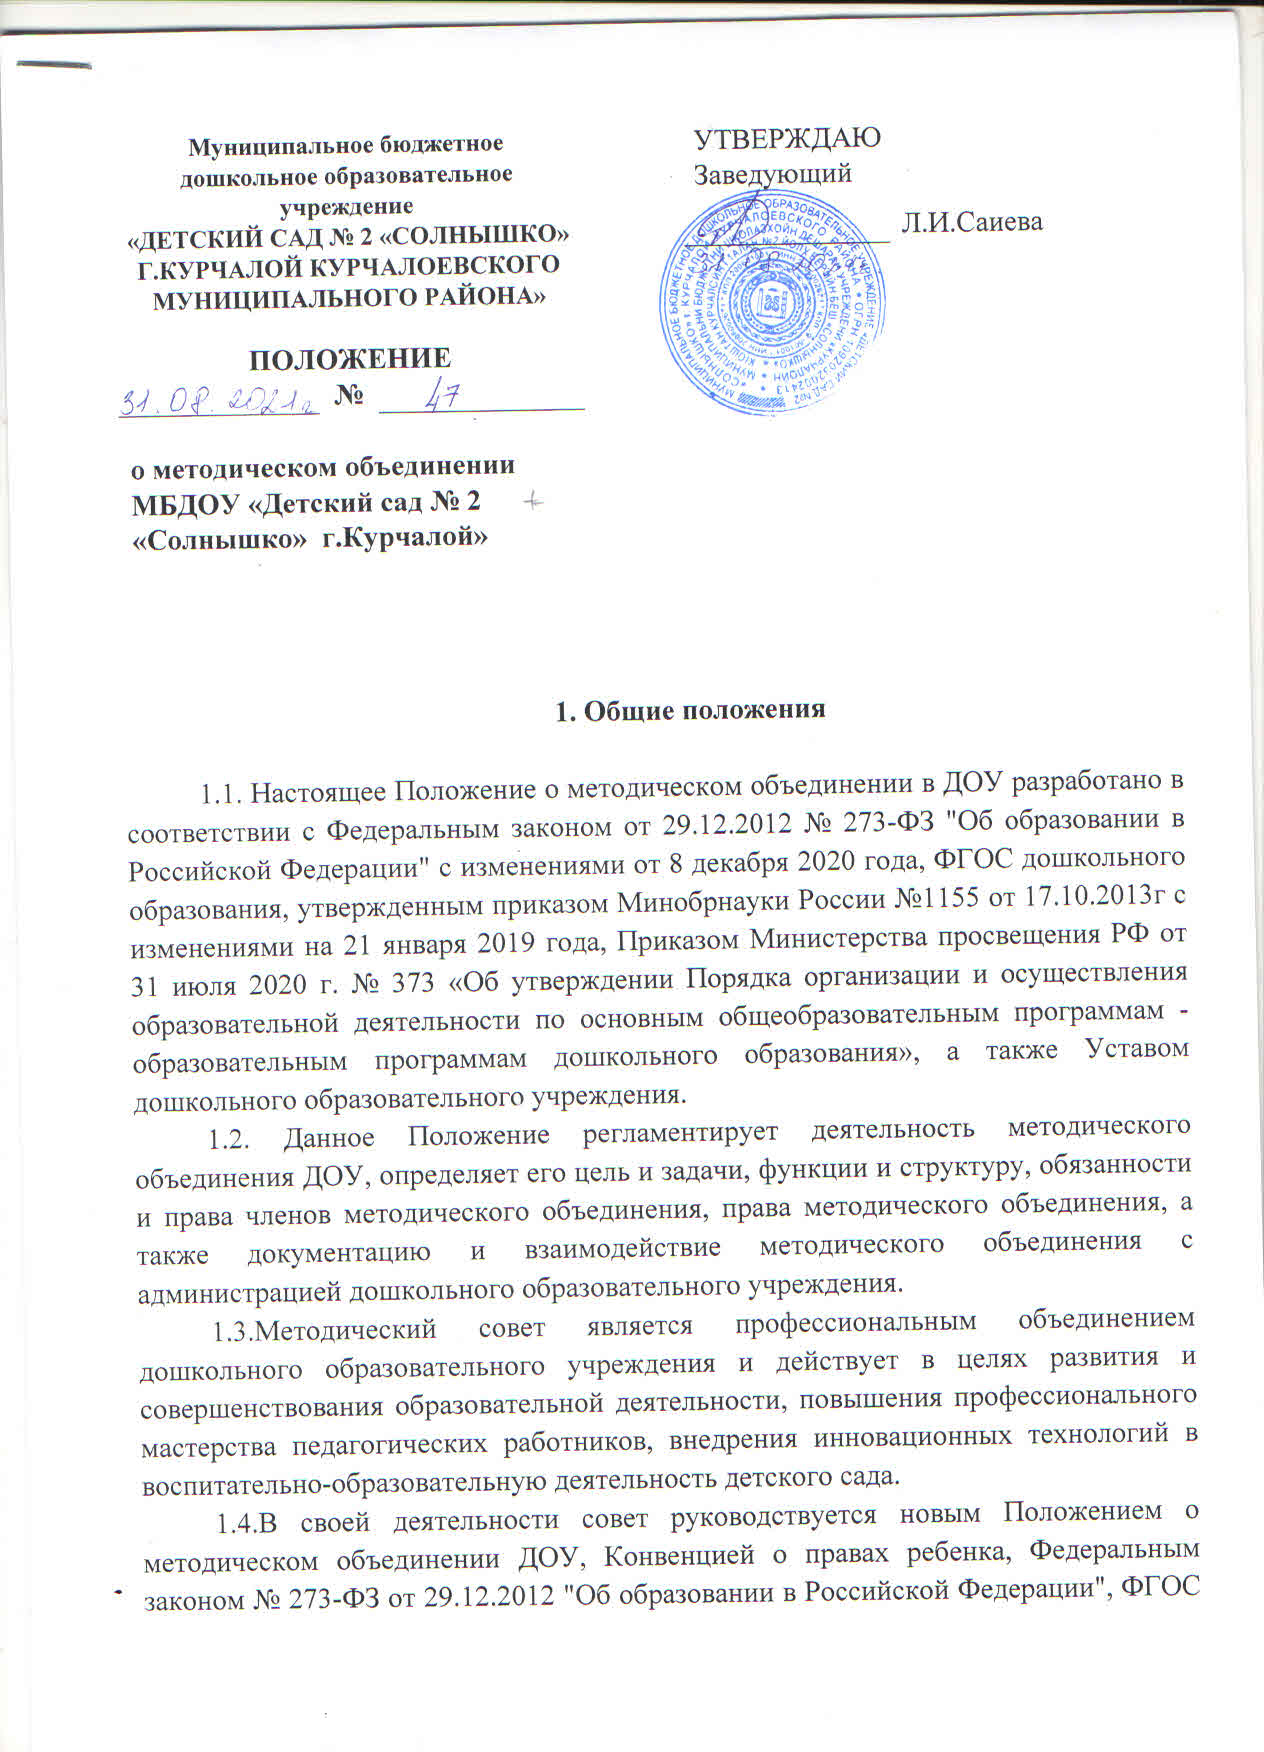 Муниципальное бюджетное
дошкольное образовательное
учреждение
«ДЕТСКИЙ САД № 2 «СОЛНЫШКО»
Г.КУРЧАЛОЙ КУРЧАЛОЕВСКОГО
МУНИЦИПАЛЬНОГО РАЙОНА»
ПОЛОЖЕНИЕ
31.08.2021г № 47
о методическом объединении
МБДОУ «Детский сад № 2
«Солнышко» г.Курчалой»
УТВЕРЖДАЮ
Заведующий
Л.И.Саиева
1. Общие положения
1.1. Настоящее Положение о методическом объединении в ДОУ разработано в
соответствии с Федеральным законом от 29.12.2012 № 273-ФЗ "Об образовании в
Российской Федерации" с изменениями от 8 декабря 2020 года, ФГОС дошкольного
образования, утвержденным приказом Минобрнауки России №1155 от 17.10.2013г с
изменениями на 21 января 2019 года, Приказом Министерства просвещения РФ от
31 июля 2020 г. № 373 «Об утверждении Порядка организации и осуществления
образовательной деятельности по основным общеобразовательным программам -
образовательным программам дошкольного образования», а также Уставом
дошкольного образовательного учреждения.
1.2. Данное Положение регламентирует деятельность методического
объединения ДОУ, определяет его цель и задачи, функции и структуру, обязанности
и права членов методического объединения, права методического объединения, а
также документацию и взаимодействие методического объединения с
администрацией дошкольного образовательного учреждения.
1.3.Методический совет является профессиональным объединением
дошкольного образовательного учреждения и действует в целях развития и
совершенствования образовательной деятельности, повышения профессионального
мастерства педагогических работников, внедрения инновационных технологий в
воспитательно-образовательную деятельность детского сада.
1.4.В своей деятельности совет руководствуется новым Положением о
методическом объединении ДОУ, Конвенцией о правах ребенка, Федеральным
законом № 273-ФЗ от 29.12.2012 "Об образовании в Российской Федерации", ФГОС